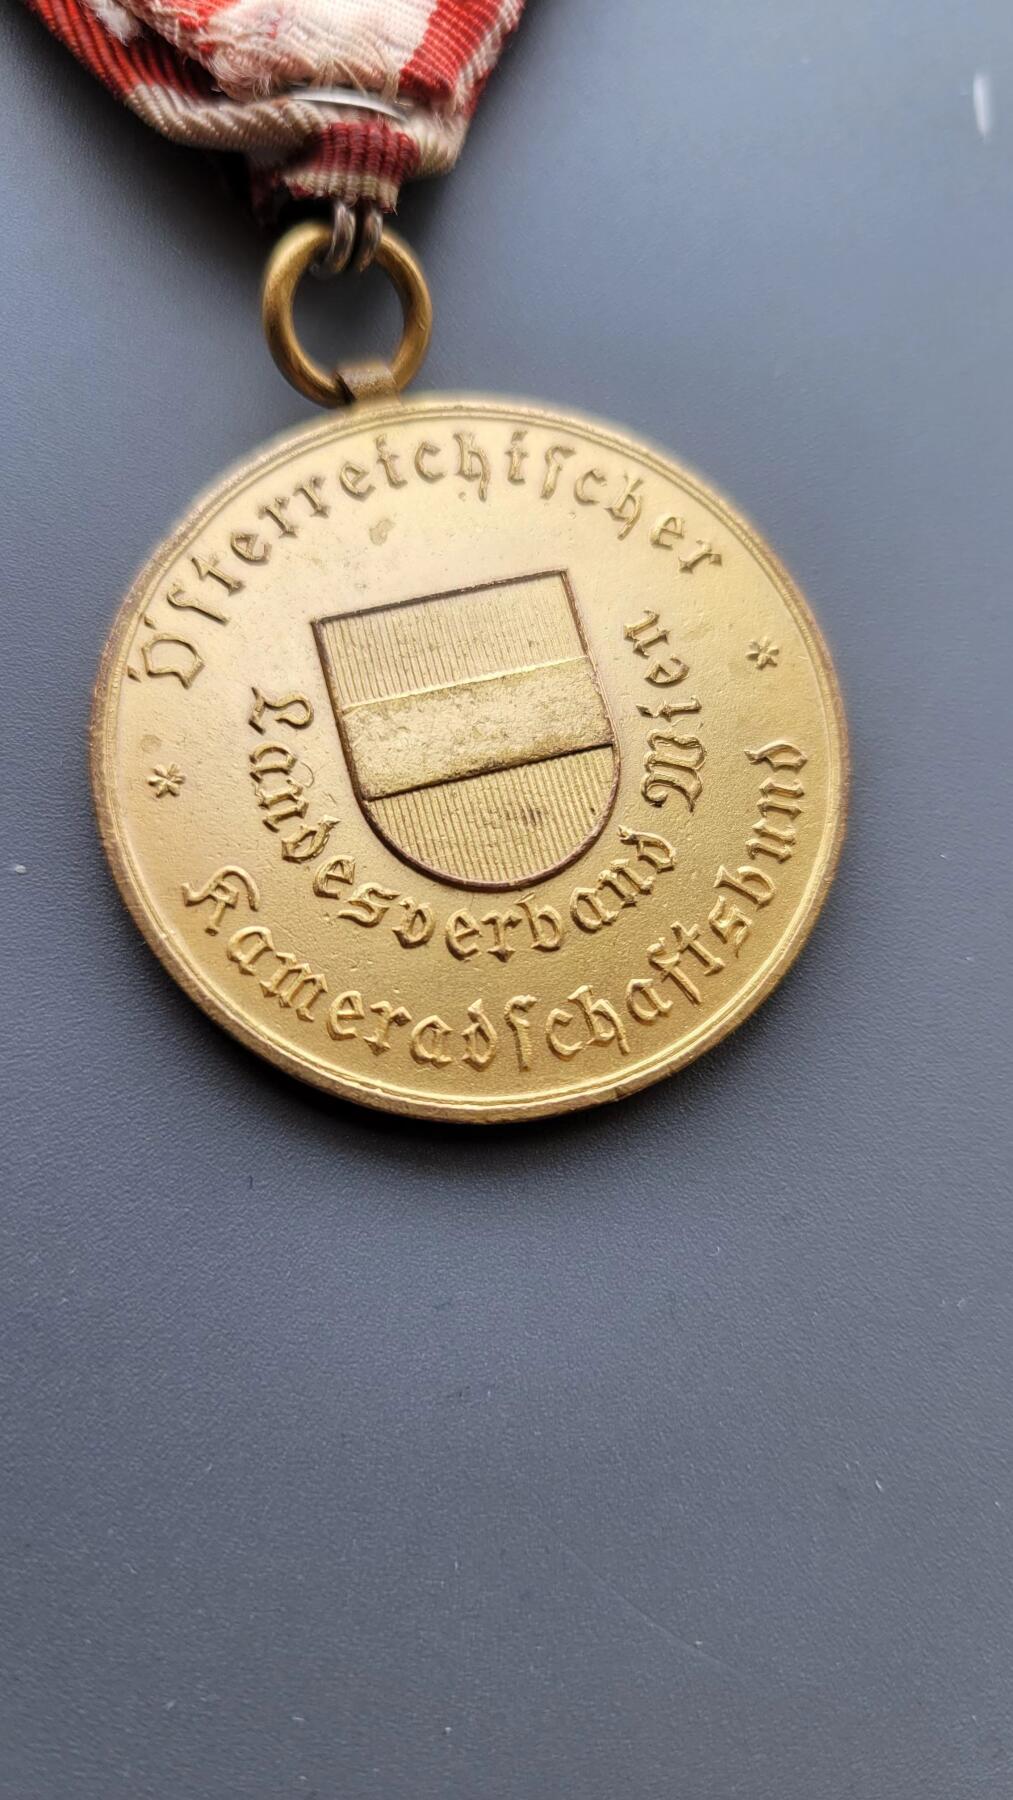 Öſterreichiſcher
* Kameradſchaftsbund *
Landesverband Wien